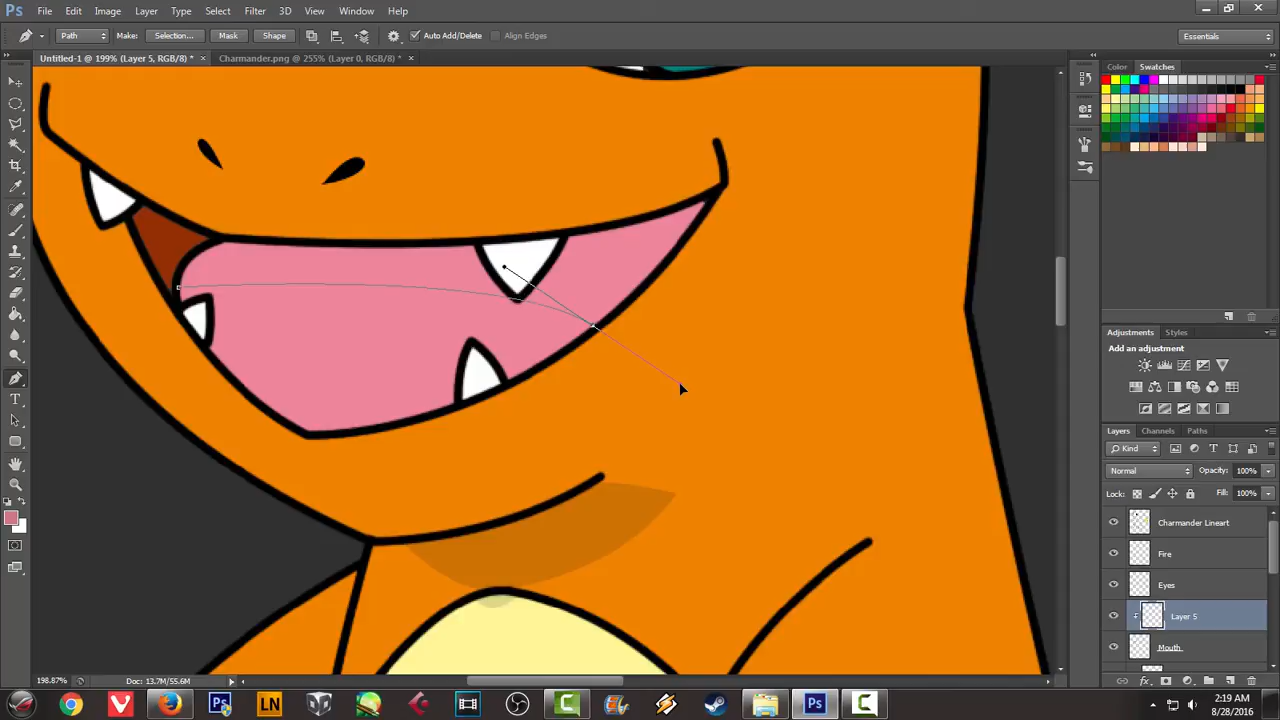 Ps File Edit Image Layer Type Select Filter 3D View Window Help
Path Make: Selection... Mask Shape Auto Add/Delete Align Edges Essentials
Untitled-1 @ 199% (Layer 5, RGB/8) * × Charmander.png @ 255% (Layer 0, RGB/8) * ×
Color Swatches
Adjustments Styles
Add an adjustment
Layers Channels Paths
Kind
Normal Opacity: 100%
Lock: Fill: 100%
Charmander Lineart
Fire
Eyes
Layer 5
Mouth
198.87% Doc: 13.7M/55.6M
LN Ps
2:19 AM
8/28/2016